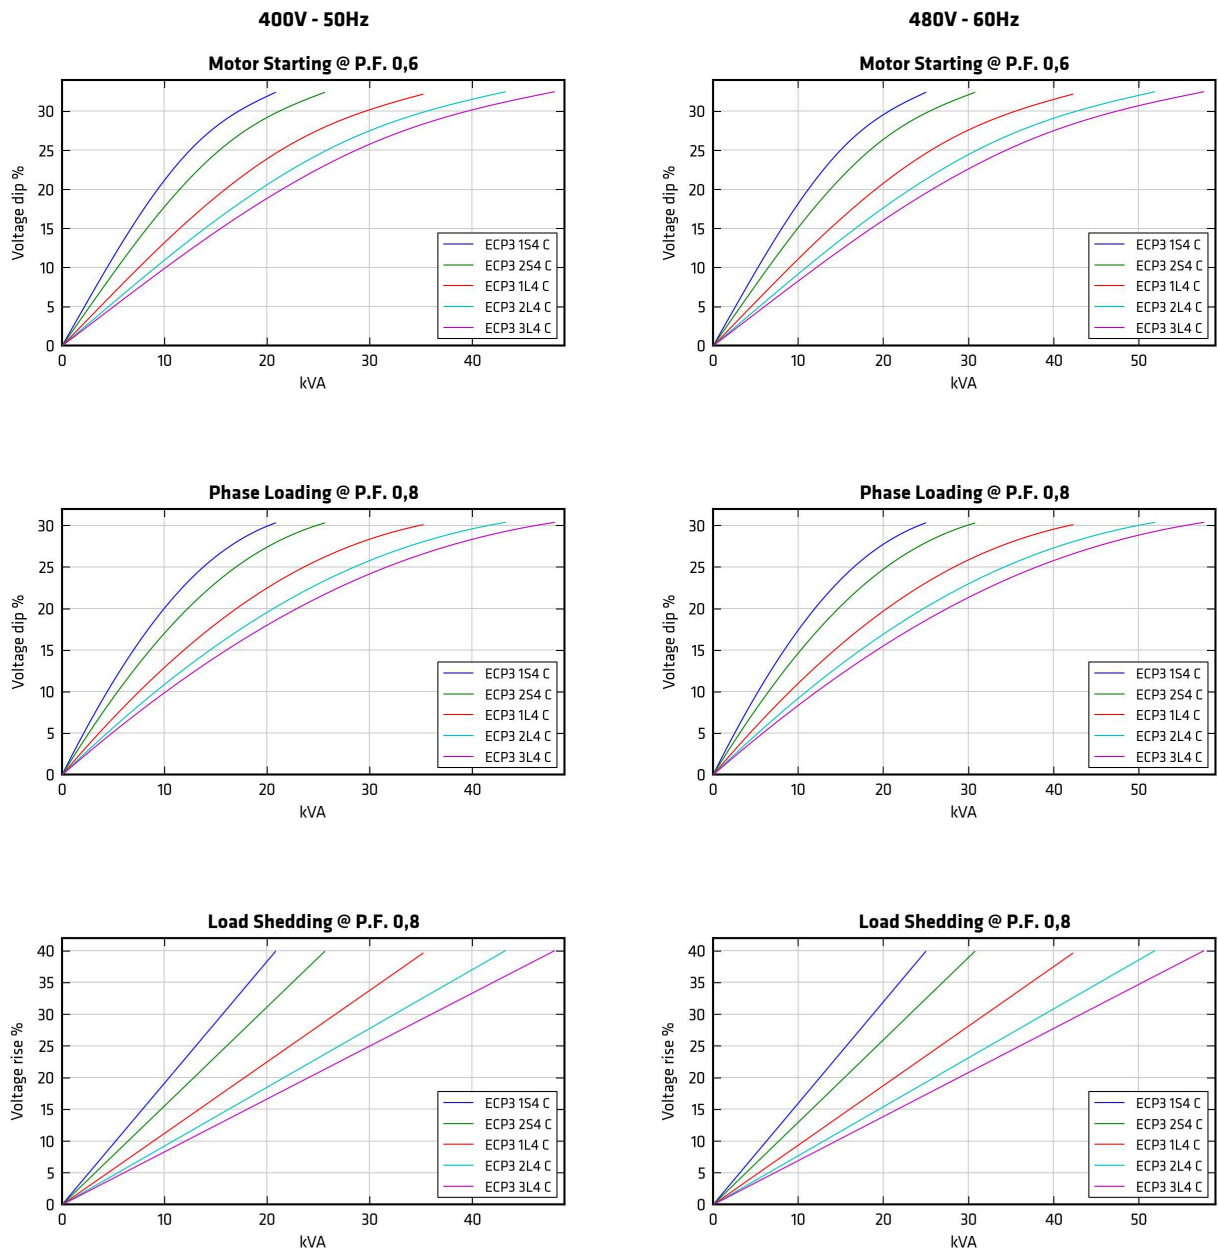 400V - 50Hz
480V - 60Hz
Motor Starting @ P.F. 0,6
Voltage dip %
30
25
20
15
10
5
0
0 10 20 30 40
kVA
ECP3 1S4 C
ECP3 2S4 C
ECP3 1L4 C
ECP3 2L4 C
ECP3 3L4 C
Motor Starting @ P.F. 0,6
Voltage dip %
30
25
20
15
10
5
0
0 10 20 30 40 50
kVA
ECP3 1S4 C
ECP3 2S4 C
ECP3 1L4 C
ECP3 2L4 C
ECP3 3L4 C
Phase Loading @ P.F. 0,8
Voltage dip %
30
25
20
15
10
5
0
0 10 20 30 40
kVA
ECP3 1S4 C
ECP3 2S4 C
ECP3 1L4 C
ECP3 2L4 C
ECP3 3L4 C
Phase Loading @ P.F. 0,8
Voltage dip %
30
25
20
15
10
5
0
0 10 20 30 40 50
kVA
ECP3 1S4 C
ECP3 2S4 C
ECP3 1L4 C
ECP3 2L4 C
ECP3 3L4 C
Load Shedding @ P.F. 0,8
Voltage rise %
40
35
30
25
20
15
10
5
0
0 10 20 30 40
kVA
ECP3 1S4 C
ECP3 2S4 C
ECP3 1L4 C
ECP3 2L4 C
ECP3 3L4 C
Load Shedding @ P.F. 0,8
Voltage rise %
40
35
30
25
20
15
10
5
0
0 10 20 30 40 50
kVA
ECP3 1S4 C
ECP3 2S4 C
ECP3 1L4 C
ECP3 2L4 C
ECP3 3L4 C